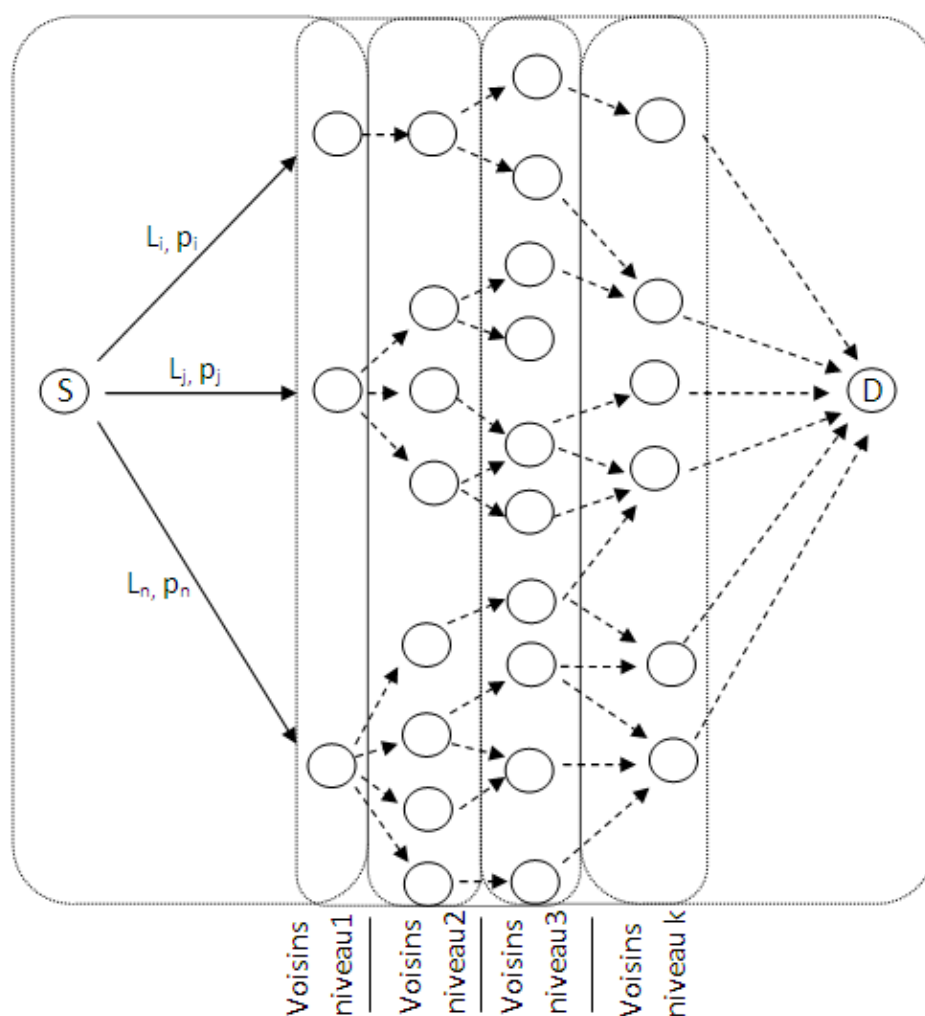 Lᵢ, pᵢ
S
Lⱼ, pⱼ
D
Lₙ, pₙ
Voisins
niveau1
Voisins
niveau2
Voisins
niveau3
Voisins
niveau k